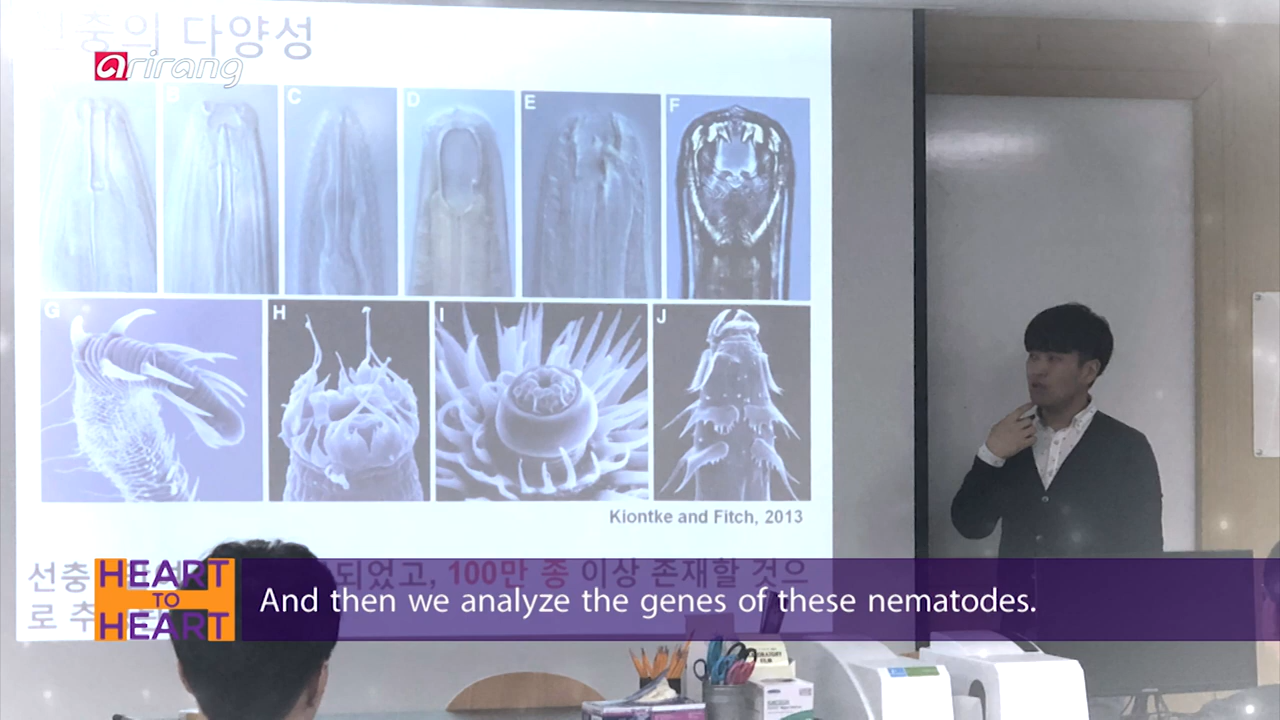 선충의 다양성
arirang
B
C
D
E
F
G
H
I
J
Kiontke and Fitch, 2013
선충
되었고, 100만 종 이상 존재할 것으
로 추
HEART
TO
HEART
And then we analyze the genes of these nematodes.